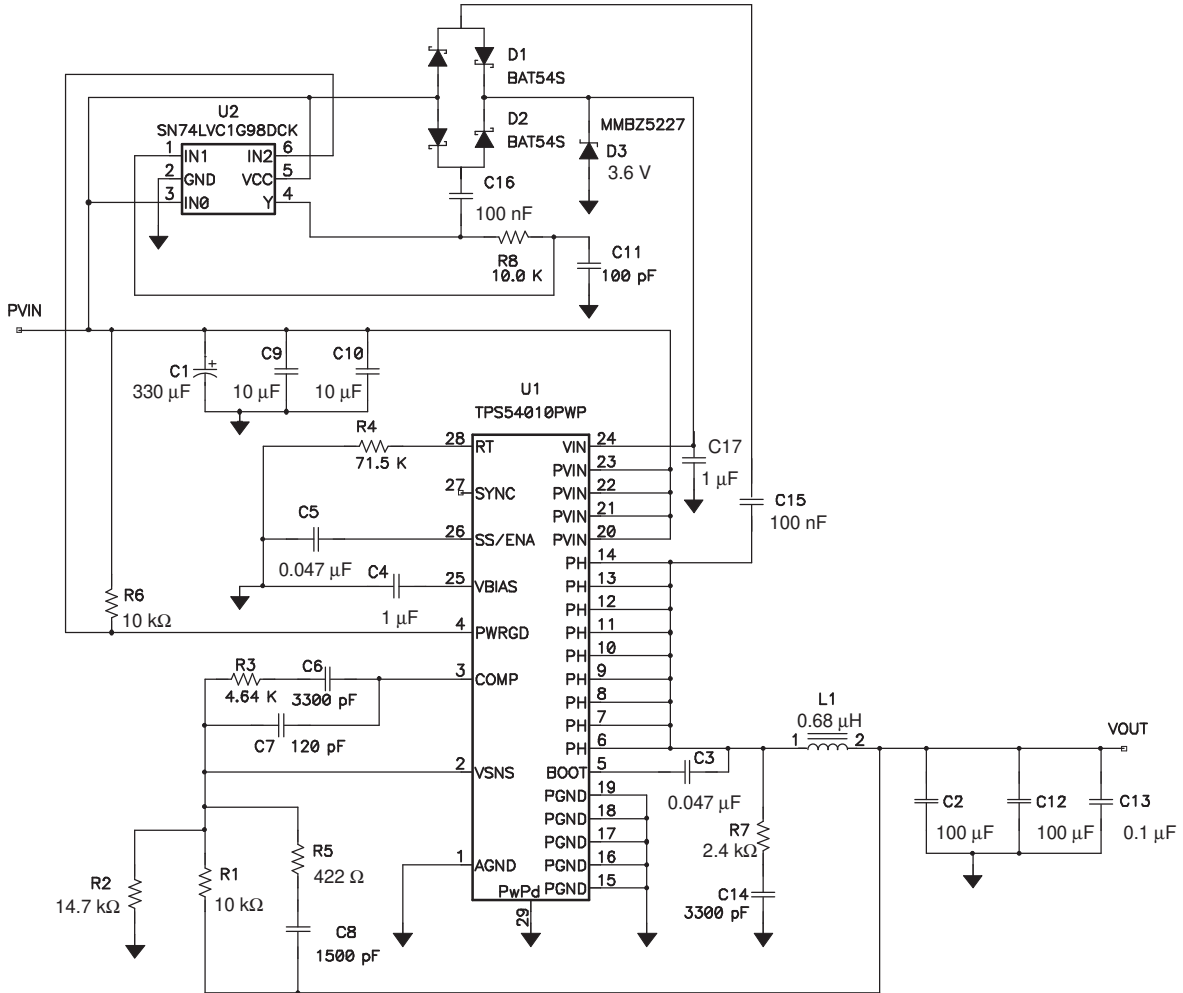 D1
BAT54S
U2
SN74LVC1G98DCK
D2
BAT54S
MMBZ5227
D3
3.6 V
1 IN1 IN2 6
2 GND VCC 5
3 IN0 Y 4
C16
100 nF
R8
10.0 K
C11
100 pF
PVIN
C1
+
330 µF
C9
10 µF
C10
10 µF
U1
TPS54010PWP
R4
71.5 K
28 RT VIN 24
PVIN 23
27 SYNC PVIN 22
PVIN 21
26 SS/ENA PVIN 20
PH 14
25 VBIAS PH 13
PH 12
4 PWRGD PH 11
PH 10
3 COMP PH 9
PH 8
PH 7
PH 6
2 VSNS BOOT 5
PGND 19
PGND 18
PGND 17
1 AGND PGND 16
PwPd PGND 15
29
C17
1 µF
C15
100 nF
C5
0.047 µF
C4
1 µF
R6
10 kΩ
R3
4.64 K
C6
3300 pF
C7
120 pF
L1
0.68 µH
1 2
VOUT
C3
0.047 µF
R7
2.4 kΩ
C14
3300 pF
C2
100 µF
C12
100 µF
C13
0.1 µF
R2
14.7 kΩ
R1
10 kΩ
R5
422 Ω
C8
1500 pF